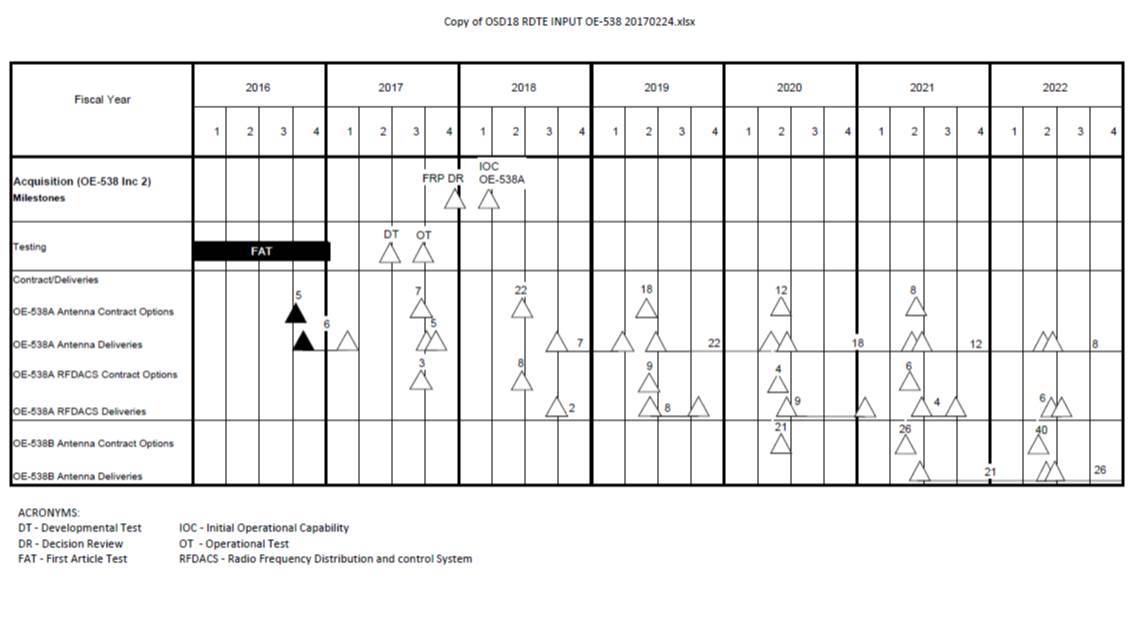 Copy of OSD18 RDTE INPUT OE-538 20170224.xlsx
Fiscal Year 2016 2017 2018 2019 2020 2021 2022
1 2 3 4 1 2 3 4 1 2 3 4 1 2 3 4 1 2 3 4 1 2 3 4 1 2 3 4
IOC
FRP DR OE-538A
Acquisition (OE-538 Inc 2)
Milestones
DT OT
Testing FAT
Contract/Deliveries
5 7 22 18 12 8
OE-538A Antenna Contract Options
6 5
OE-538A Antenna Deliveries 7 22 18 12 8
3 8 9 4 6
OE-538A RFDACS Contract Options
OE-538A RFDACS Deliveries 2 8 9 4 6
21 26 40
OE-538B Antenna Contract Options
OE-538B Antenna Deliveries 21 26
ACRONYMS:
DT - Developmental Test IOC - Initial Operational Capability
DR - Decision Review OT - Operational Test
FAT - First Article Test RFDACS - Radio Frequency Distribution and control System